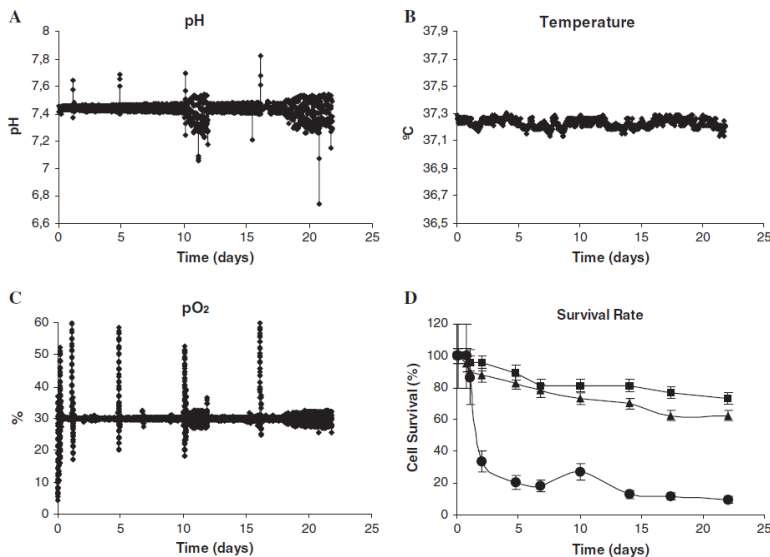 A
pH
8
7,8
7,6
7,4
7,2
7
6,8
6,6
pH
0 5 10 15 20 25
Time (days)
B
Temperature
37,9
37,7
37,5
37,3
37,1
36,9
36,7
36,5
ºC
0 5 10 15 20 25
Time (days)
C
pO2
60
50
40
30
20
10
0
%
0 5 10 15 20 25
Time (days)
D
Survival Rate
120
100
80
60
40
20
0
Cell Survival (%)
0 5 10 15 20 25
Time (days)